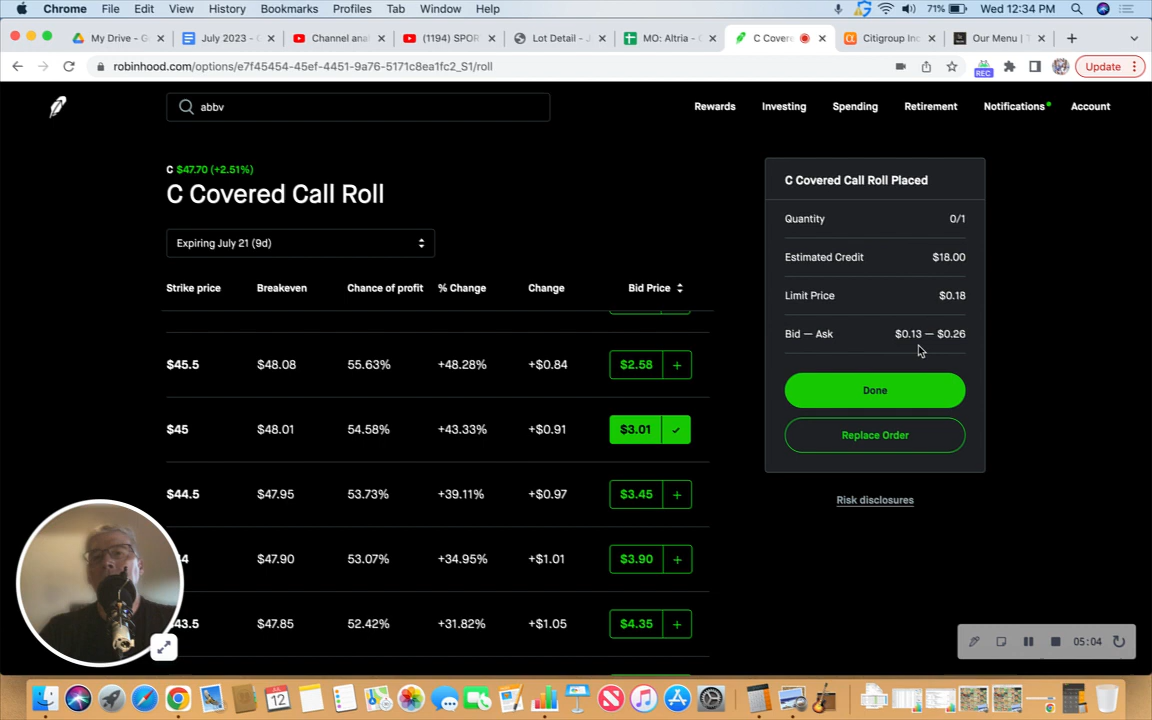 Chrome File Edit View History Bookmarks Profiles Tab Window Help 71% Wed 12:34 PM
My Drive - G July 2023 - C Channel ana (1194) SPOR Lot Detail - J MO: Altria - C Covere Citigroup Inc Our Menu | T
robinhood.com/options/e7f45454-45ef-4451-9a76-5171c8ea1fc2_S1/roll REC Update
abbv Rewards Investing Spending Retirement Notifications Account
C $47.70 (+2.51%)
C Covered Call Roll
Expiring July 21 (9d)
Strike price Breakeven Chance of profit % Change Change Bid Price
$45.5 $48.08 55.63% +48.28% +$0.84 $2.58 +
$45 $48.01 54.58% +43.33% +$0.91 $3.01
$44.5 $47.95 53.73% +39.11% +$0.97 $3.45 +
4 $47.90 53.07% +34.95% +$1.01 $3.90 +
43.5 $47.85 52.42% +31.82% +$1.05 $4.35 +
C Covered Call Roll Placed
Quantity 0/1
Estimated Credit $18.00
Limit Price $0.18
Bid — Ask $0.13 — $0.26
Done
Replace Order
Risk disclosures
05:04
JUL
12